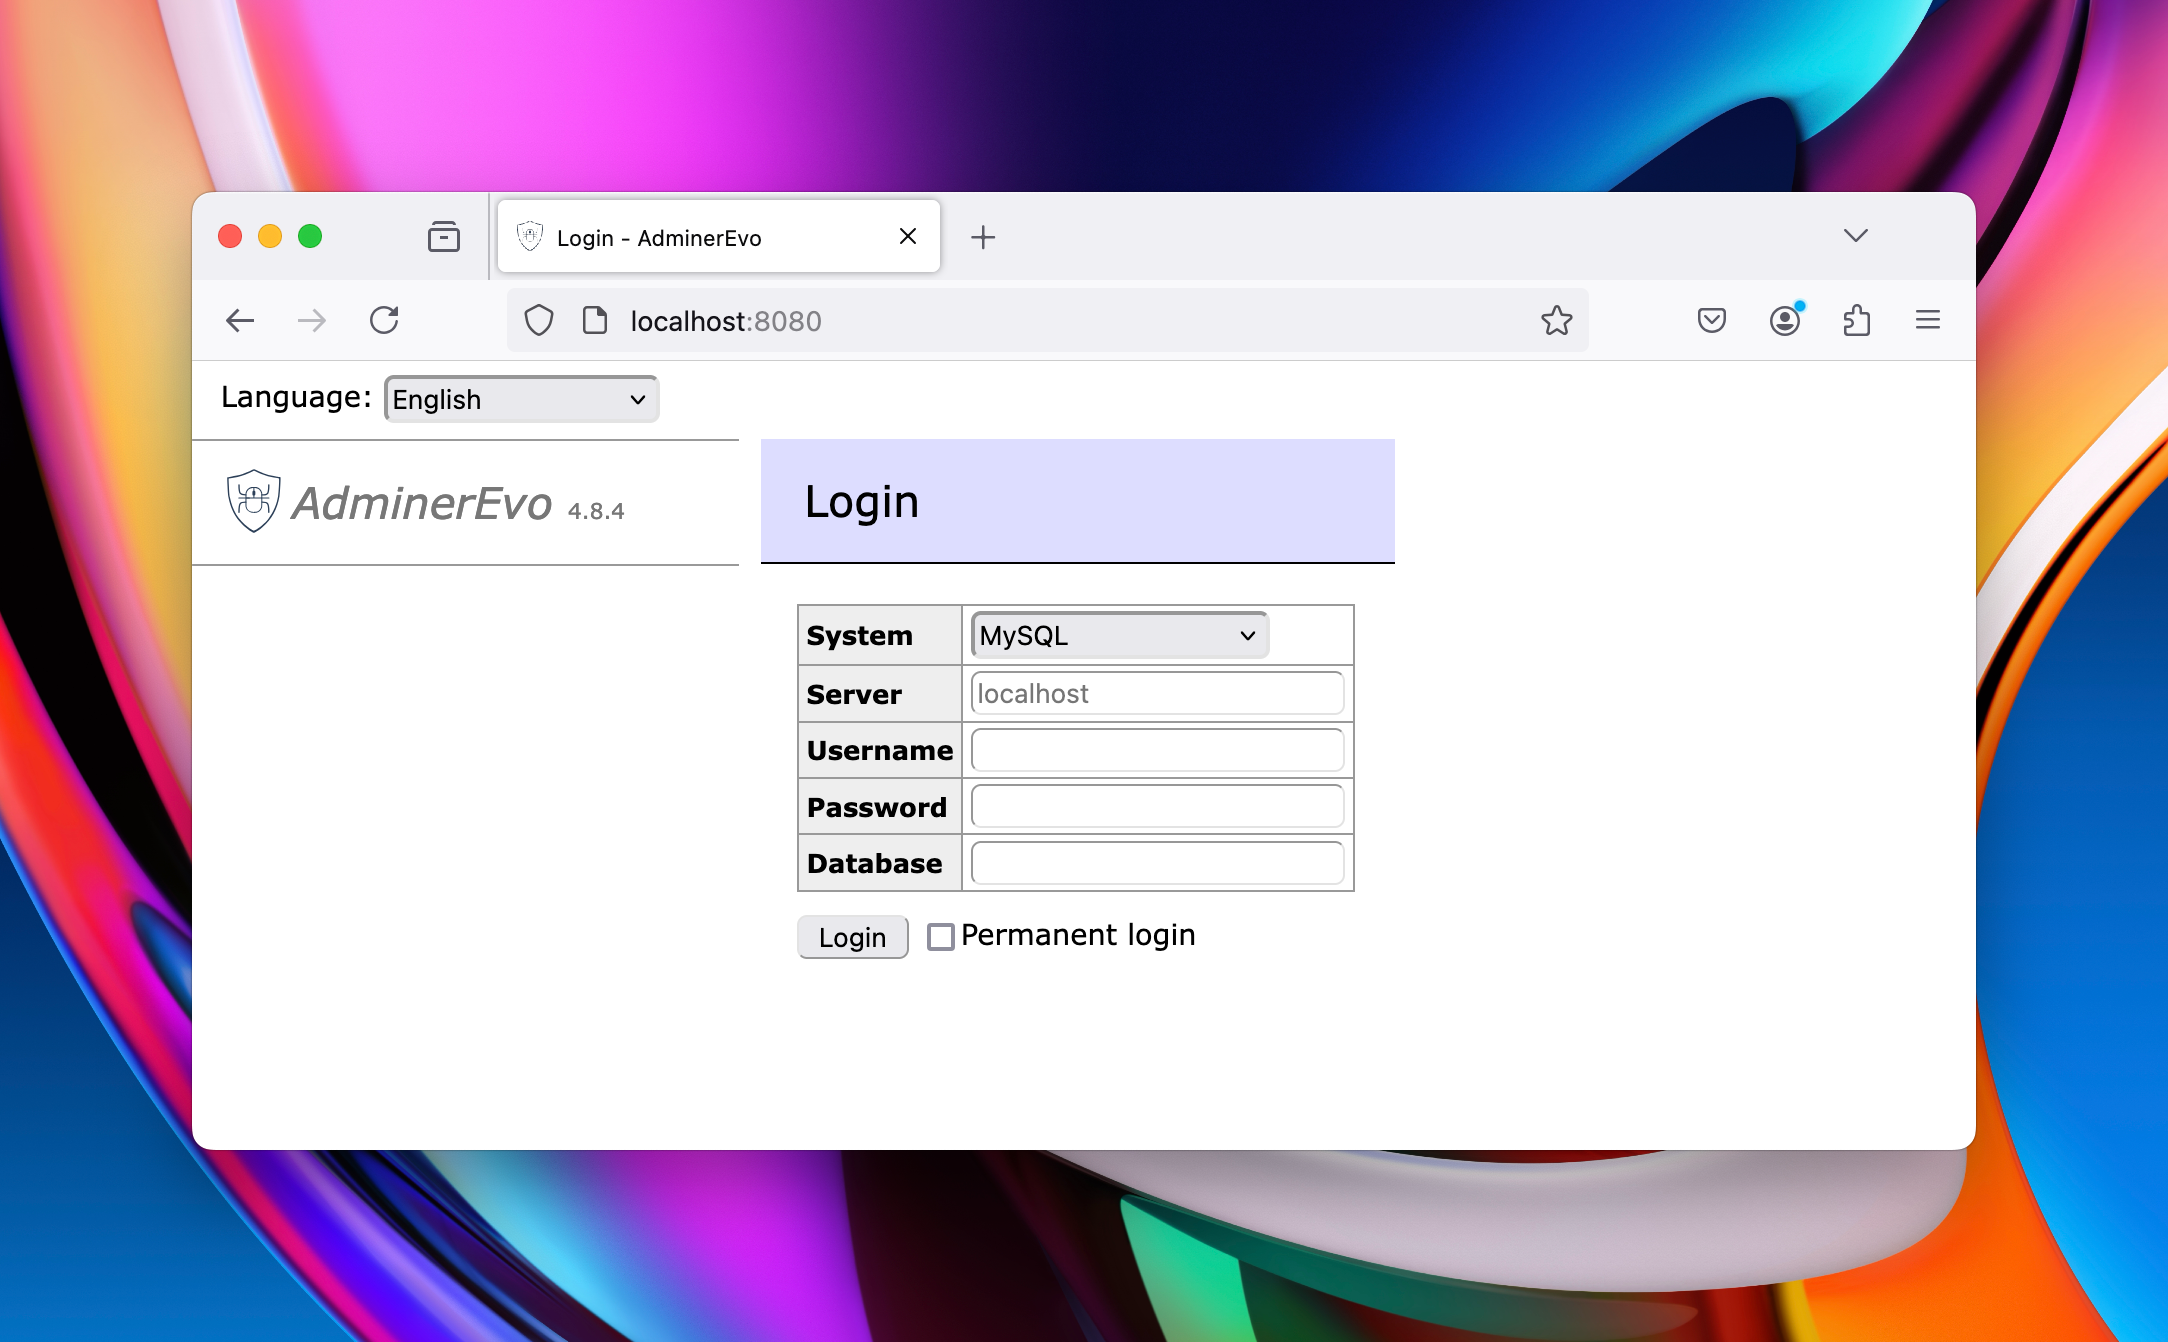 Login - AdminerEvo
localhost:8080
Language: English
AdminerEvo 4.8.4
Login
System MySQL
Server localhost
Username
Password
Database
Login Permanent login